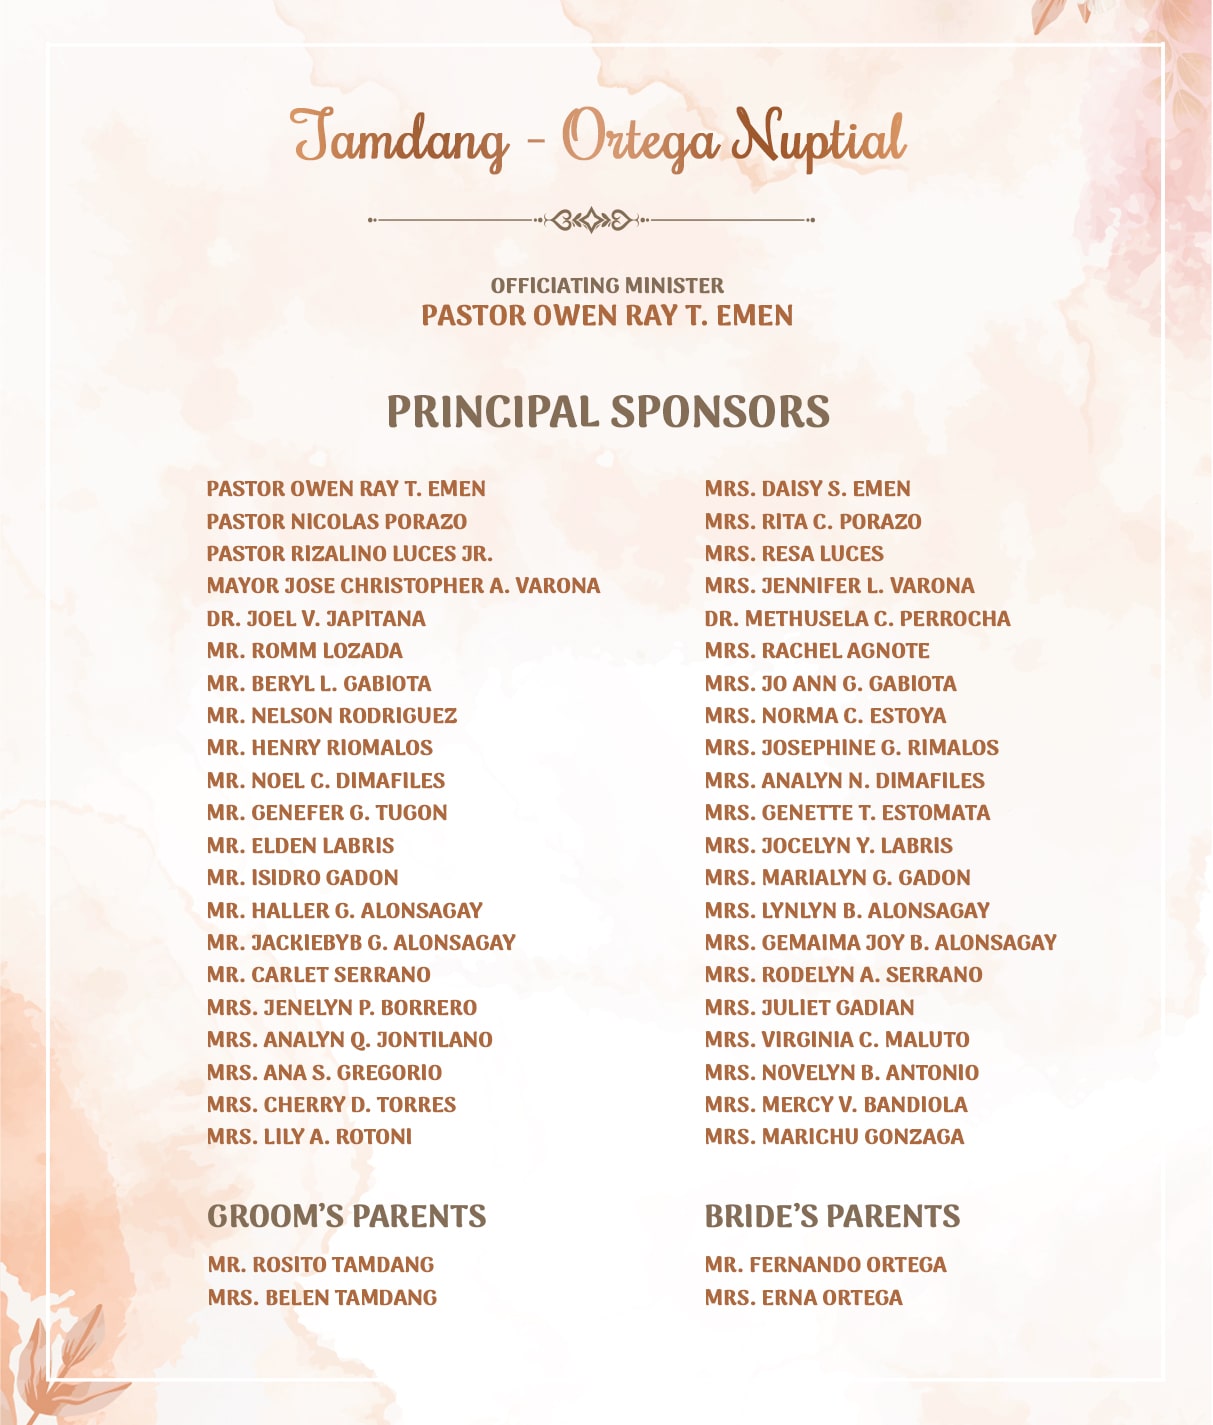 Tamdang - Ortega Nuptial
OFFICIATING MINISTER
PASTOR OWEN RAY T. EMEN
PRINCIPAL SPONSORS
PASTOR OWEN RAY T. EMEN
PASTOR NICOLAS PORAZO
PASTOR RIZALINO LUCES JR.
MAYOR JOSE CHRISTOPHER A. VARONA
DR. JOEL V. JAPITANA
MR. ROMM LOZADA
MR. BERYL L. GABIOTA
MR. NELSON RODRIGUEZ
MR. HENRY RIOMALOS
MR. NOEL C. DIMAFILES
MR. GENEFER G. TUGON
MR. ELDEN LABRIS
MR. ISIDRO GADON
MR. HALLER G. ALONSAGAY
MR. JACKIEBYB G. ALONSAGAY
MR. CARLET SERRANO
MRS. JENELYN P. BORRERO
MRS. ANALYN Q. JONTILANO
MRS. ANA S. GREGORIO
MRS. CHERRY D. TORRES
MRS. LILY A. ROTONI
MRS. DAISY S. EMEN
MRS. RITA C. PORAZO
MRS. RESA LUCES
MRS. JENNIFER L. VARONA
DR. METHUSELA C. PERROCHA
MRS. RACHEL AGNOTE
MRS. JO ANN G. GABIOTA
MRS. NORMA C. ESTOYA
MRS. JOSEPHINE G. RIMALOS
MRS. ANALYN N. DIMAFILES
MRS. GENETTE T. ESTOMATA
MRS. JOCELYN Y. LABRIS
MRS. MARIALYN G. GADON
MRS. LYNLYN B. ALONSAGAY
MRS. GEMAIMA JOY B. ALONSAGAY
MRS. RODELYN A. SERRANO
MRS. JULIET GADIAN
MRS. VIRGINIA C. MALUTO
MRS. NOVELYN B. ANTONIO
MRS. MERCY V. BANDIOLA
MRS. MARICHU GONZAGA
GROOM'S PARENTS
MR. ROSITO TAMDANG
MRS. BELEN TAMDANG
BRIDE'S PARENTS
MR. FERNANDO ORTEGA
MRS. ERNA ORTEGA